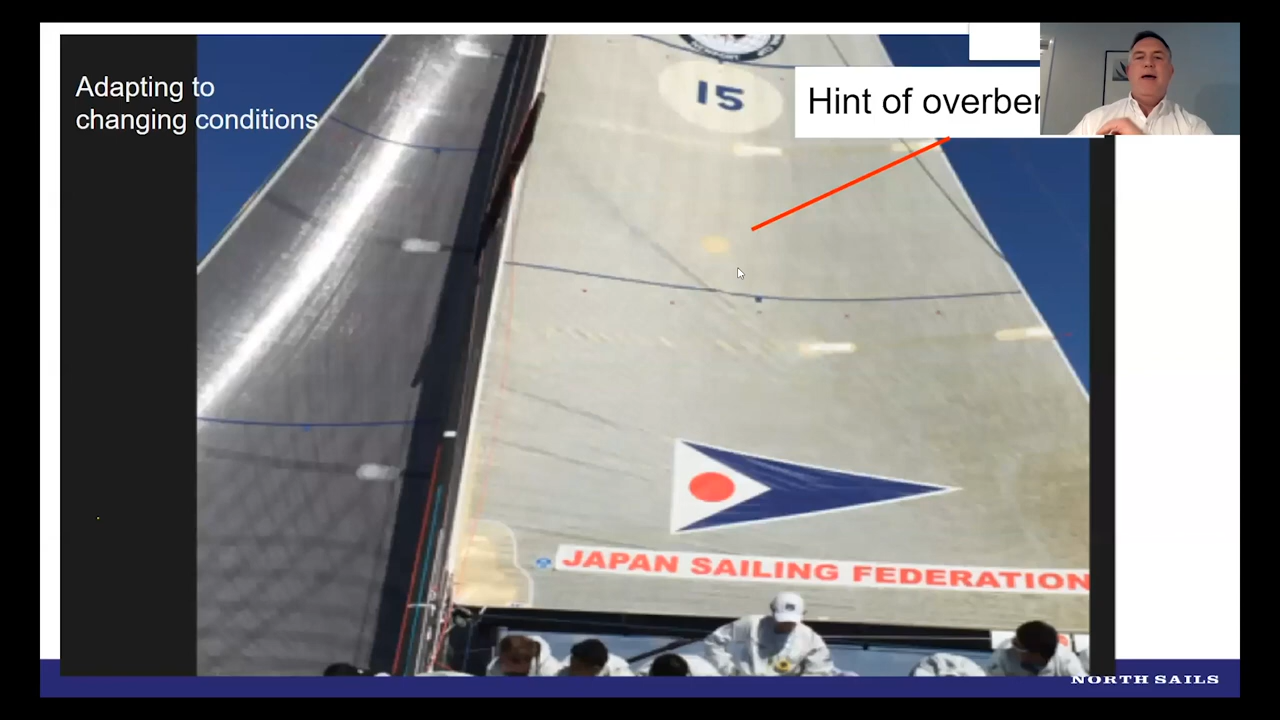 Adapting to
changing conditions
15
Hint of overber
JAPAN SAILING FEDERATION
NORTH SAILS